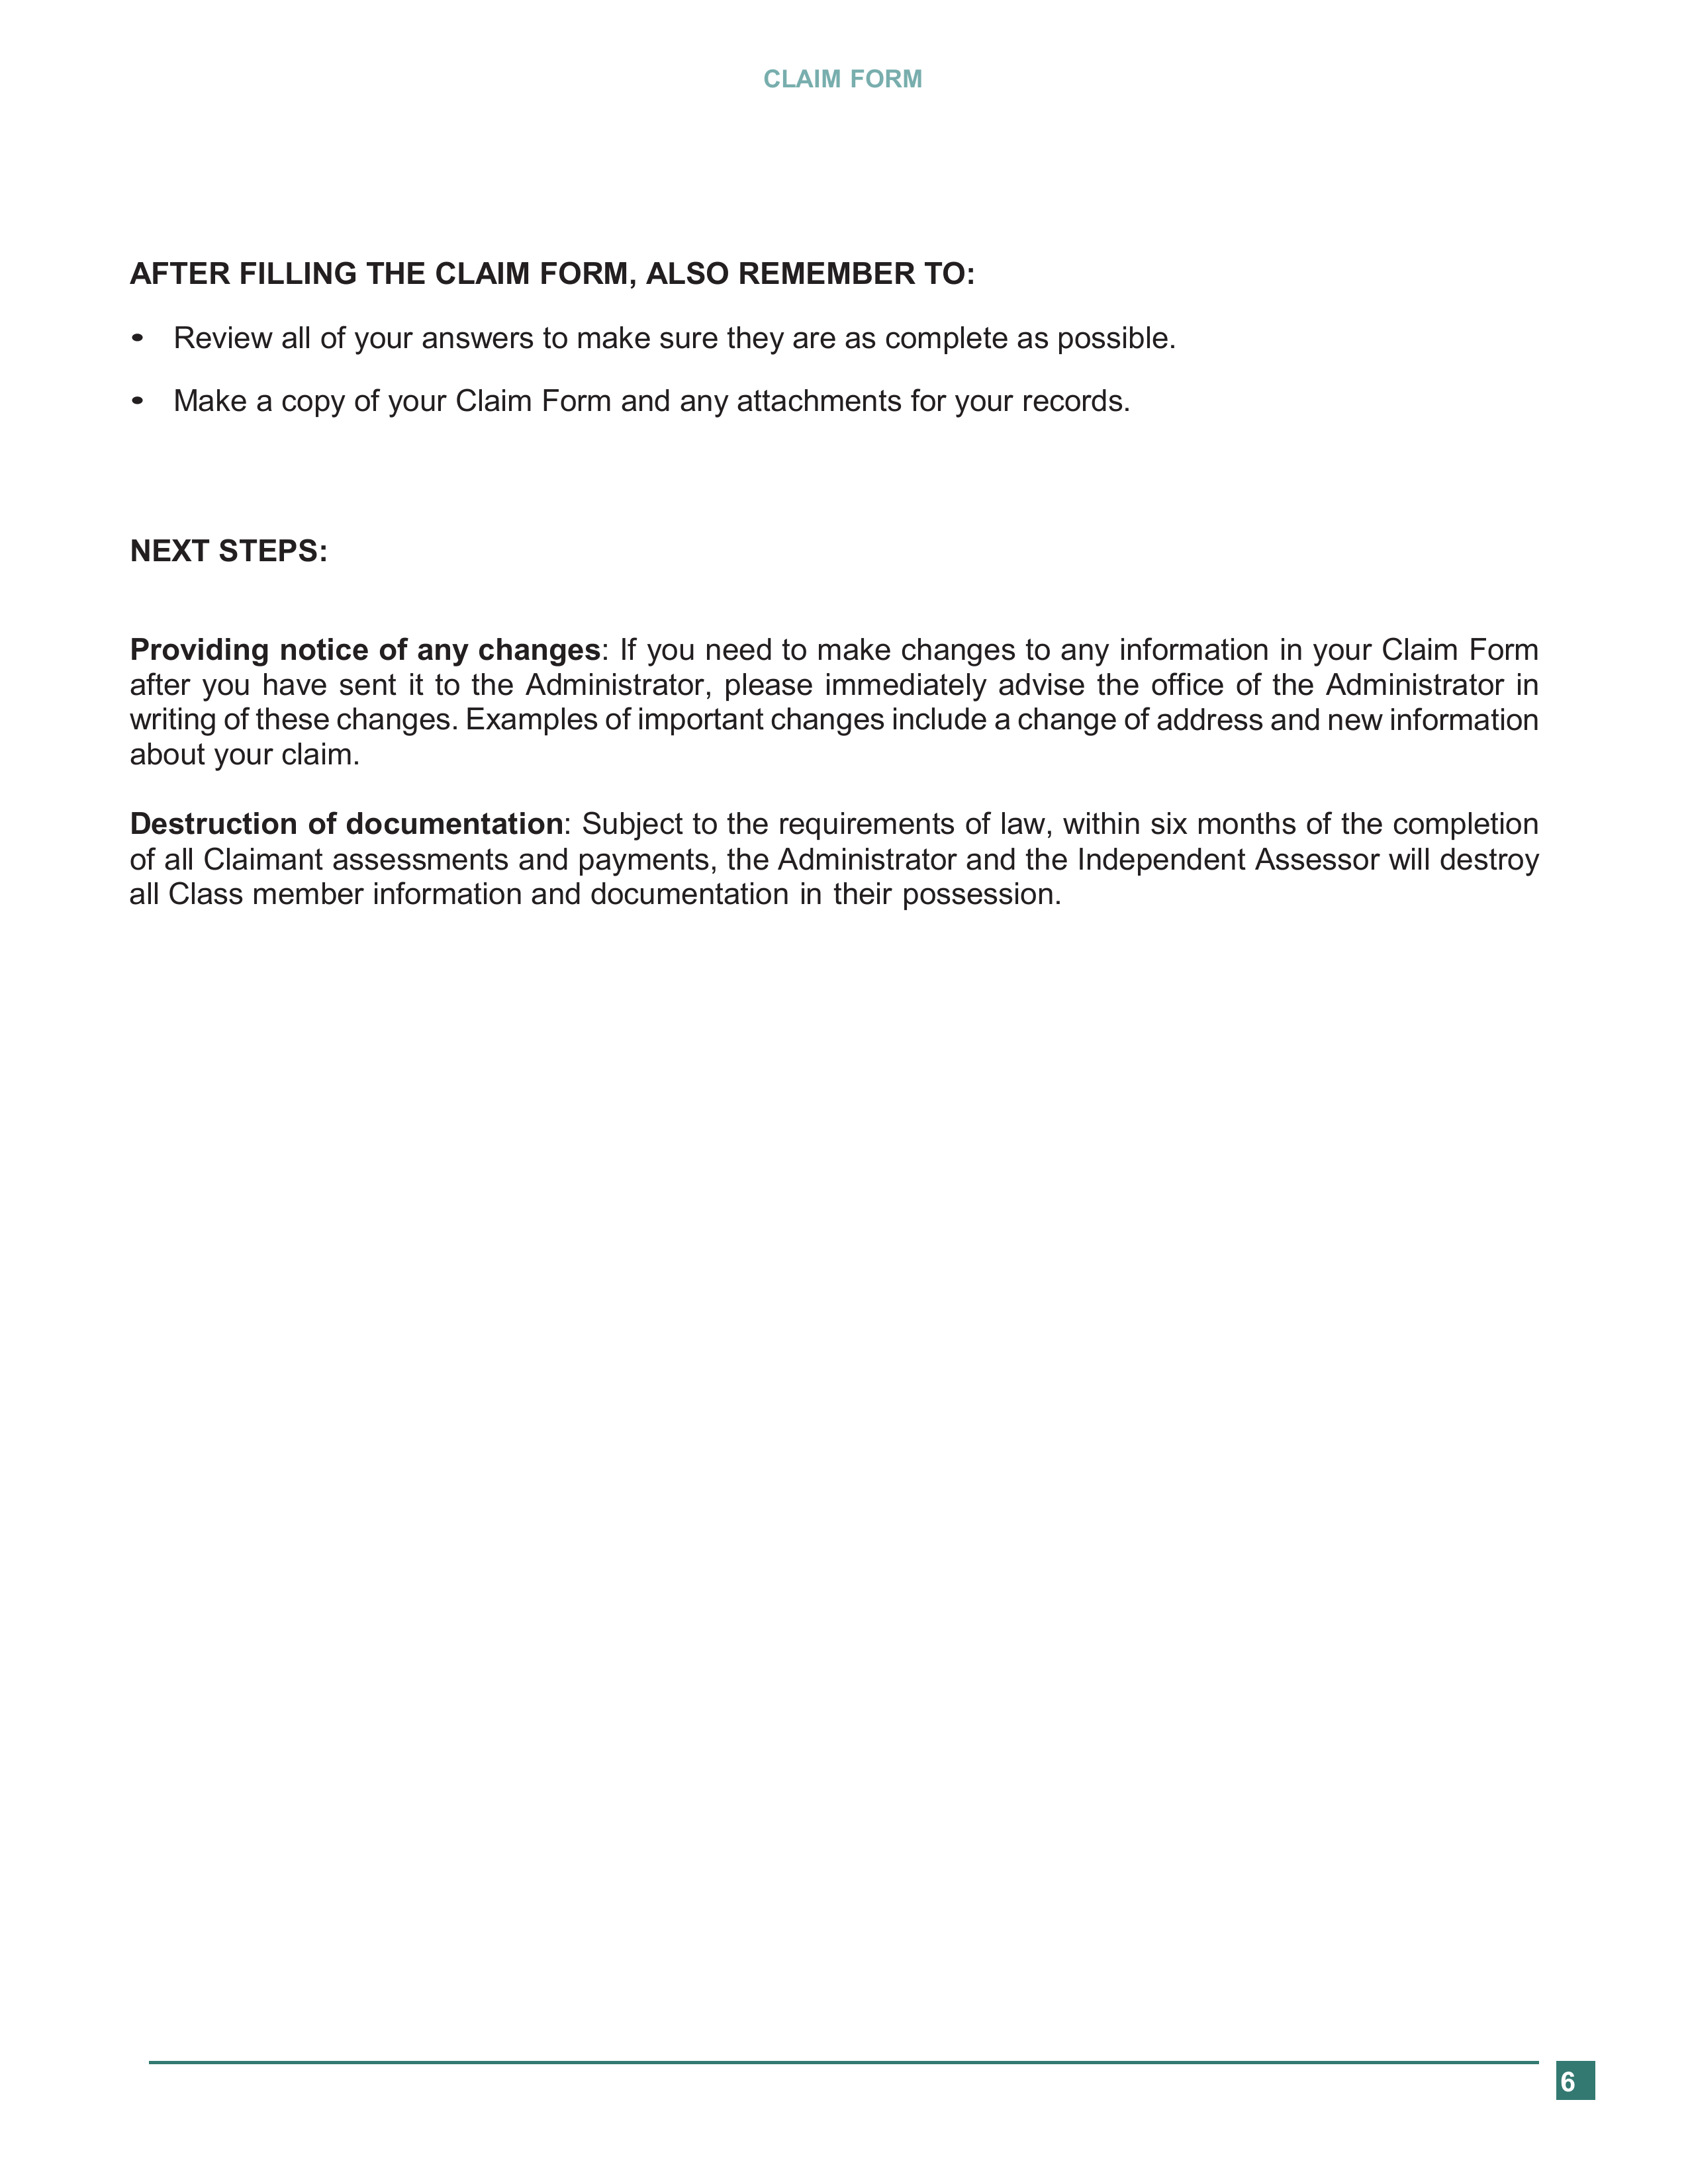 CLAIM FORM
AFTER FILLING THE CLAIM FORM, ALSO REMEMBER TO:
• Review all of your answers to make sure they are as complete as possible.
• Make a copy of your Claim Form and any attachments for your records.
NEXT STEPS:
Providing notice of any changes: If you need to make changes to any information in your Claim Form
after you have sent it to the Administrator, please immediately advise the office of the Administrator in
writing of these changes. Examples of important changes include a change of address and new information
about your claim.
Destruction of documentation: Subject to the requirements of law, within six months of the completion
of all Claimant assessments and payments, the Administrator and the Independent Assessor will destroy
all Class member information and documentation in their possession.
6